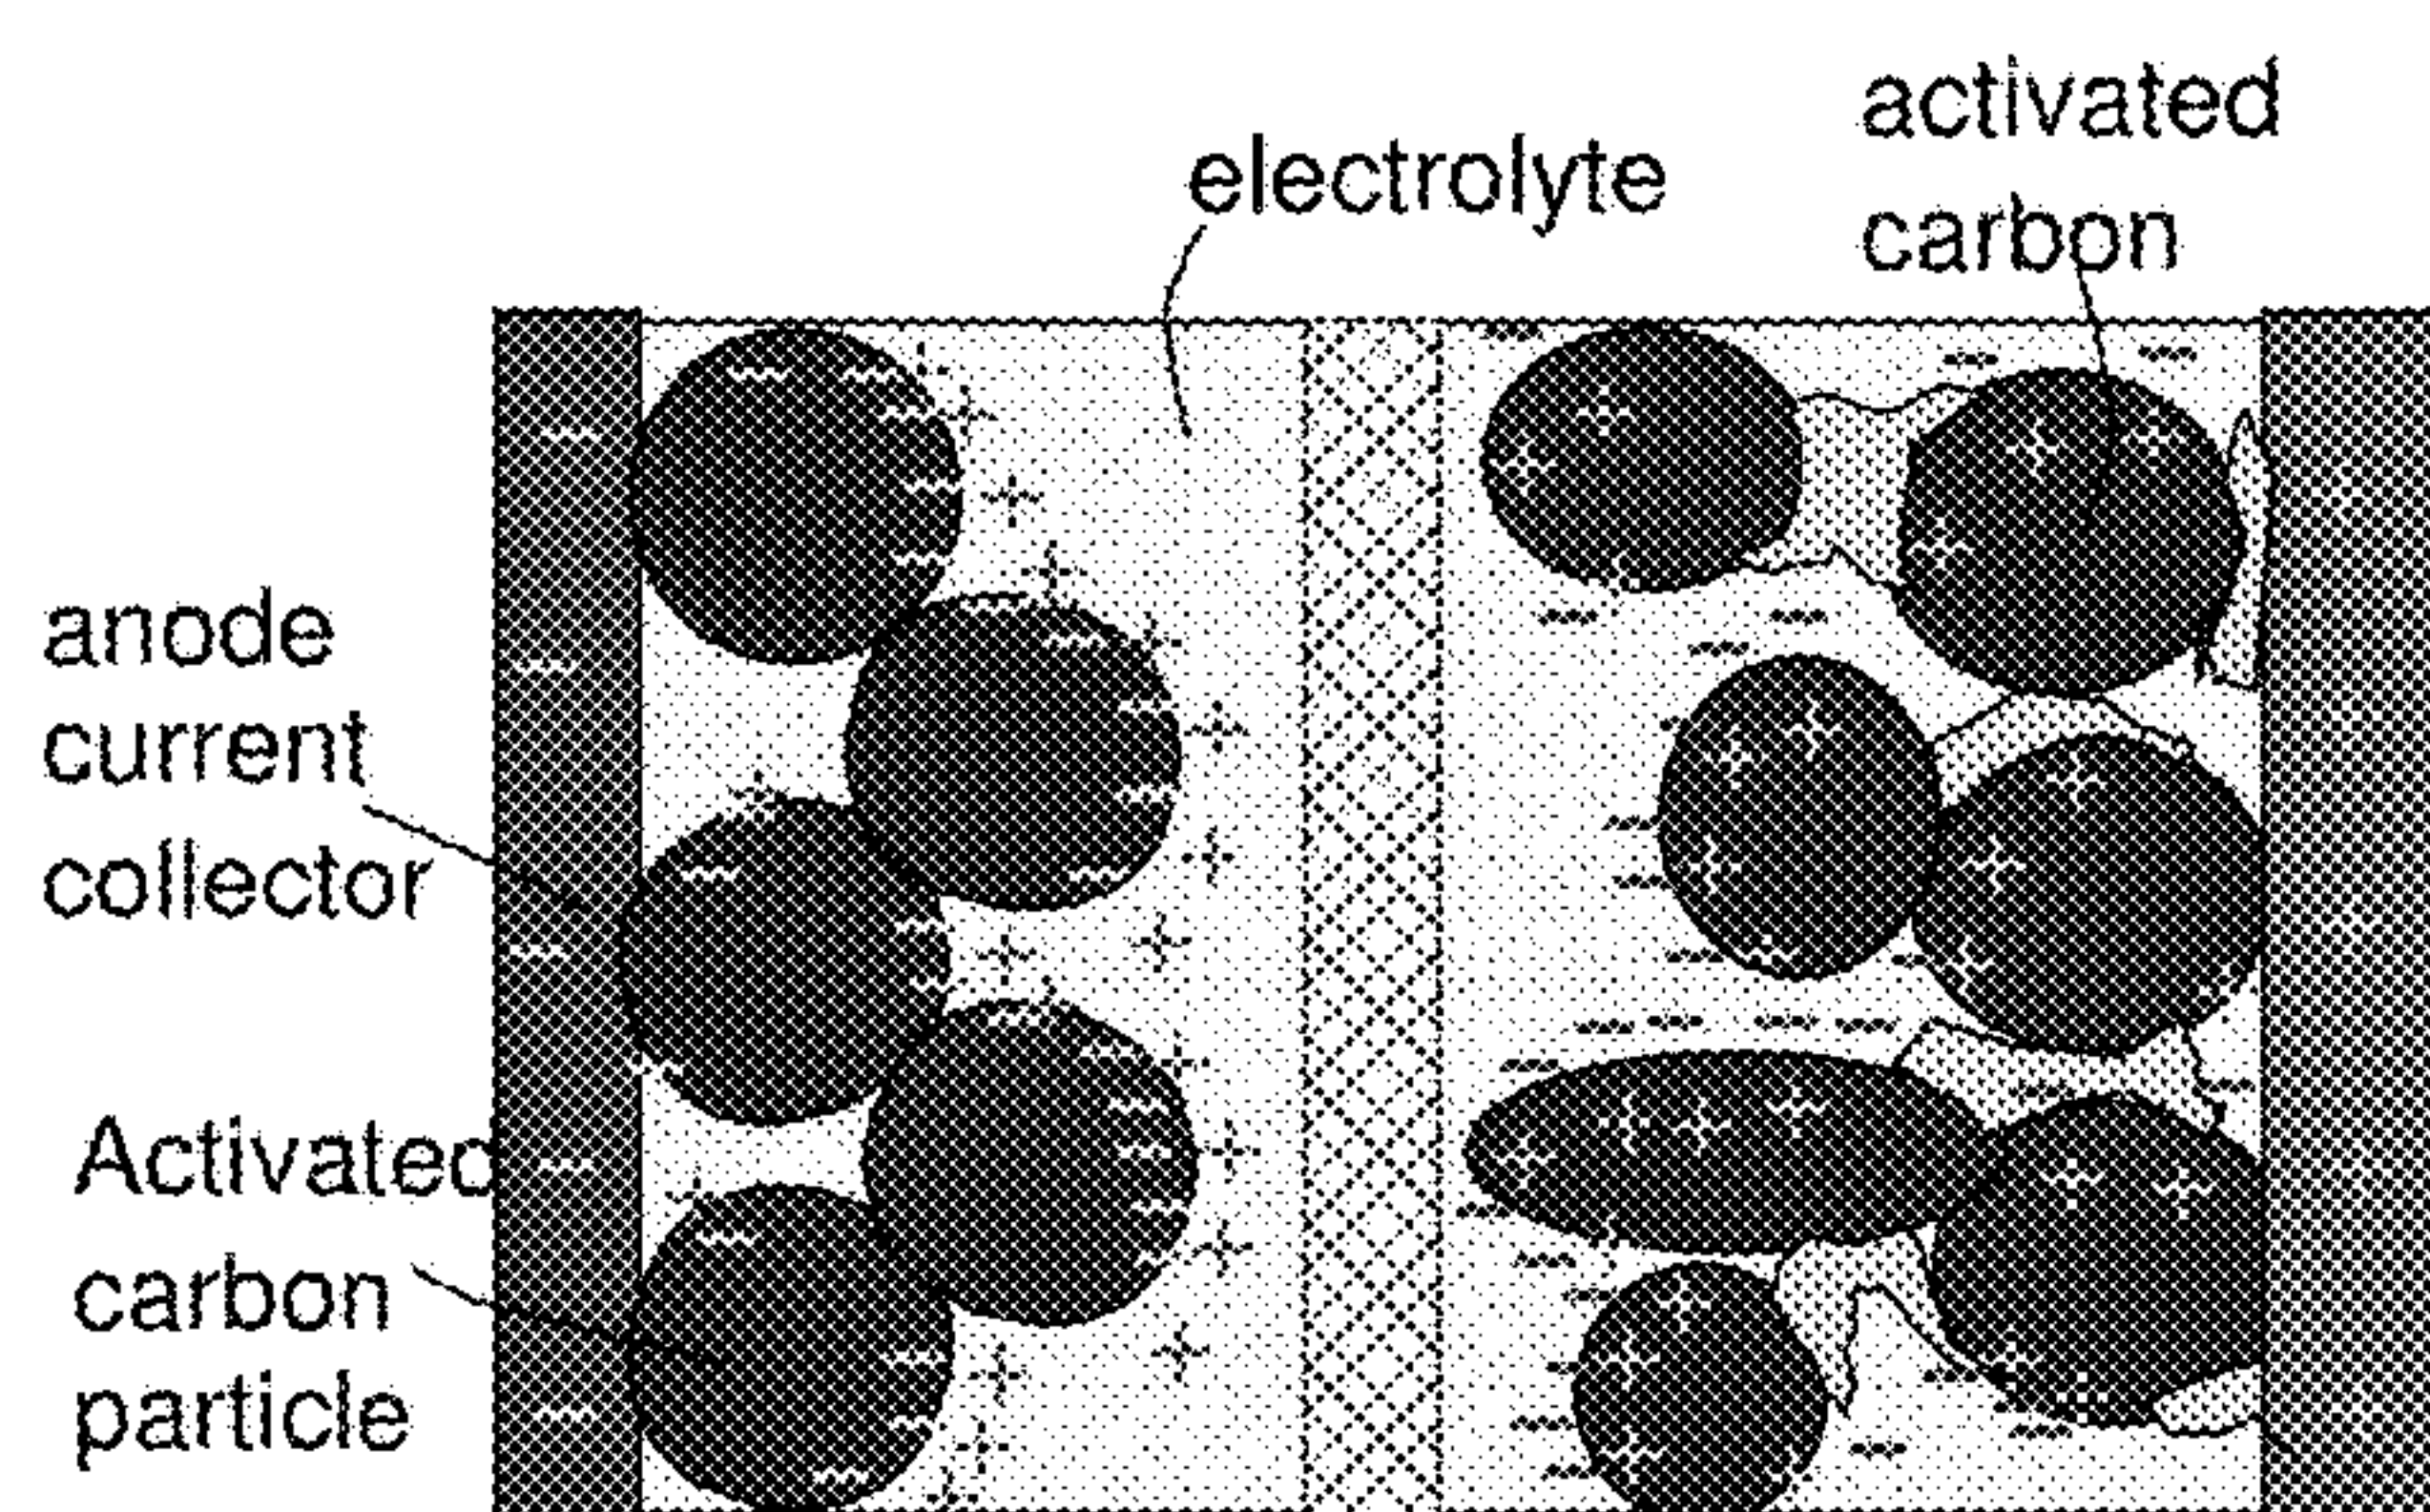 activated
carbon
electrolyte
anode
current
collector
Activated
carbon
particle